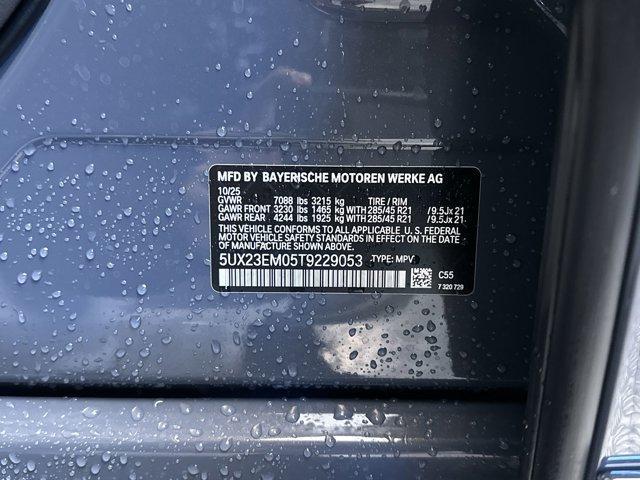 MFD BY BAYERISCHE MOTOREN WERKE AG
10/25
GVWR 7088 lbs 3215 kg TIRE / RIM
GAWR FRONT 3230 lbs 1465 kg WITH 285/45 R21 /9.5Jx21
GAWR REAR 4244 lbs 1925 kg WITH 285/45 R21 /9.5Jx21
THIS VEHICLE CONFORMS TO ALL APPLICABLE U.S. FEDERAL
MOTOR VEHICLE SAFETY STANDARDS IN EFFECT ON THE DATE
OF MANUFACTURE SHOWN ABOVE.
5UX23EM05T9229053 TYPE: MPV
C55
7 320 729